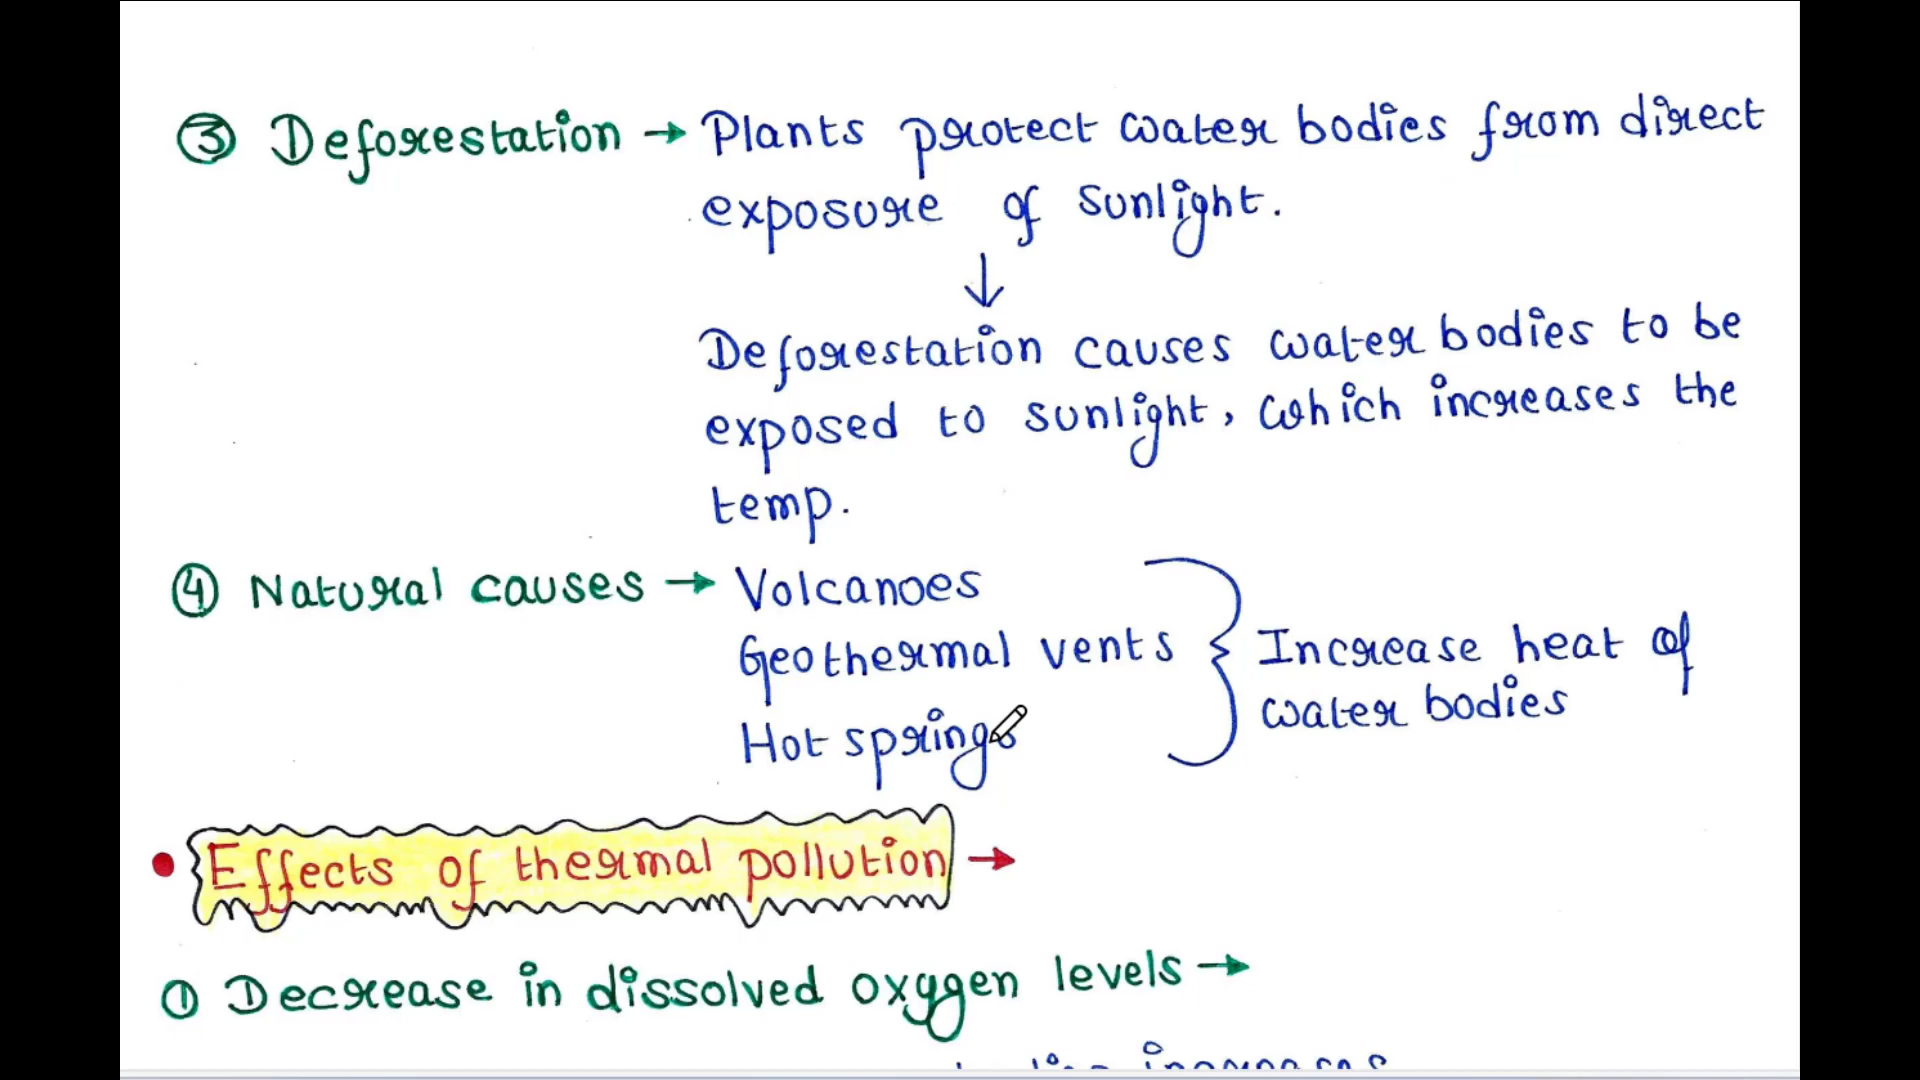 ③ Deforestation → Plants protect water bodies from direct
exposure of sunlight.
↓
Deforestation causes water bodies to be
exposed to sunlight, which increases the
temp.
④ Natural causes → Volcanoes
Geothermal vents
Hot springs
} Increase heat of
water bodies
• Effects of thermal pollution →
① Decrease in dissolved oxygen levels →
increases